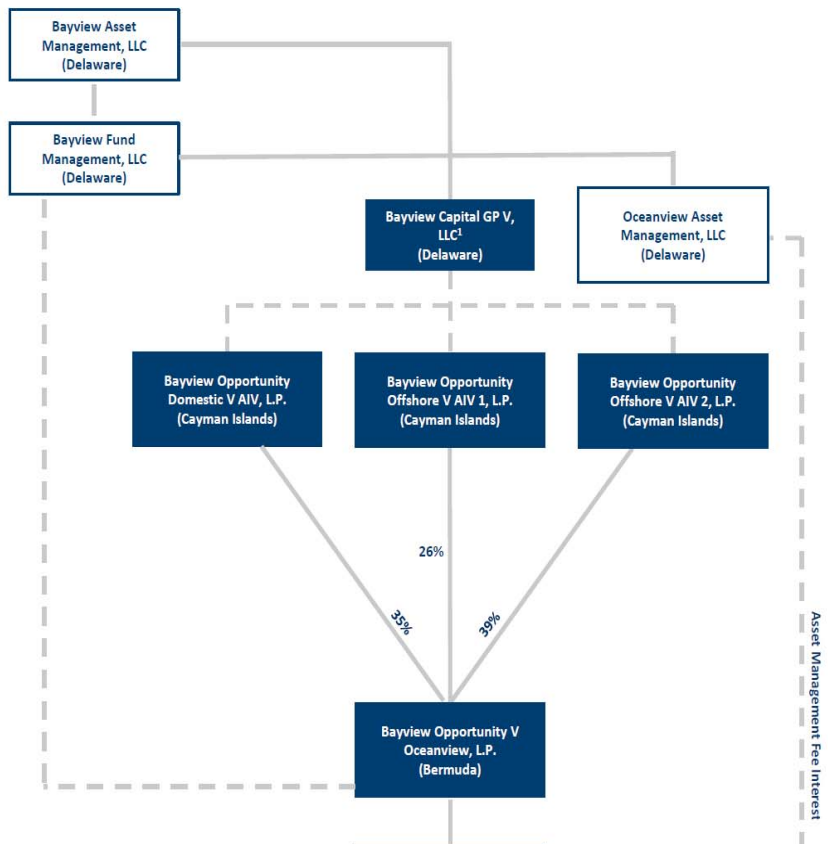 Bayview Asset
Management, LLC
(Delaware)
Bayview Fund
Management, LLC
(Delaware)
Bayview Capital GP V,
LLC1
(Delaware)
Oceanview Asset
Management, LLC
(Delaware)
Bayview Opportunity
Domestic V AIV, L.P.
(Cayman Islands)
Bayview Opportunity
Offshore V AIV 1, L.P.
(Cayman Islands)
Bayview Opportunity
Offshore V AIV 2, L.P.
(Cayman Islands)
26%
35%
39%
Asset Management Fee Interest
Bayview Opportunity V
Oceanview, L.P.
(Bermuda)